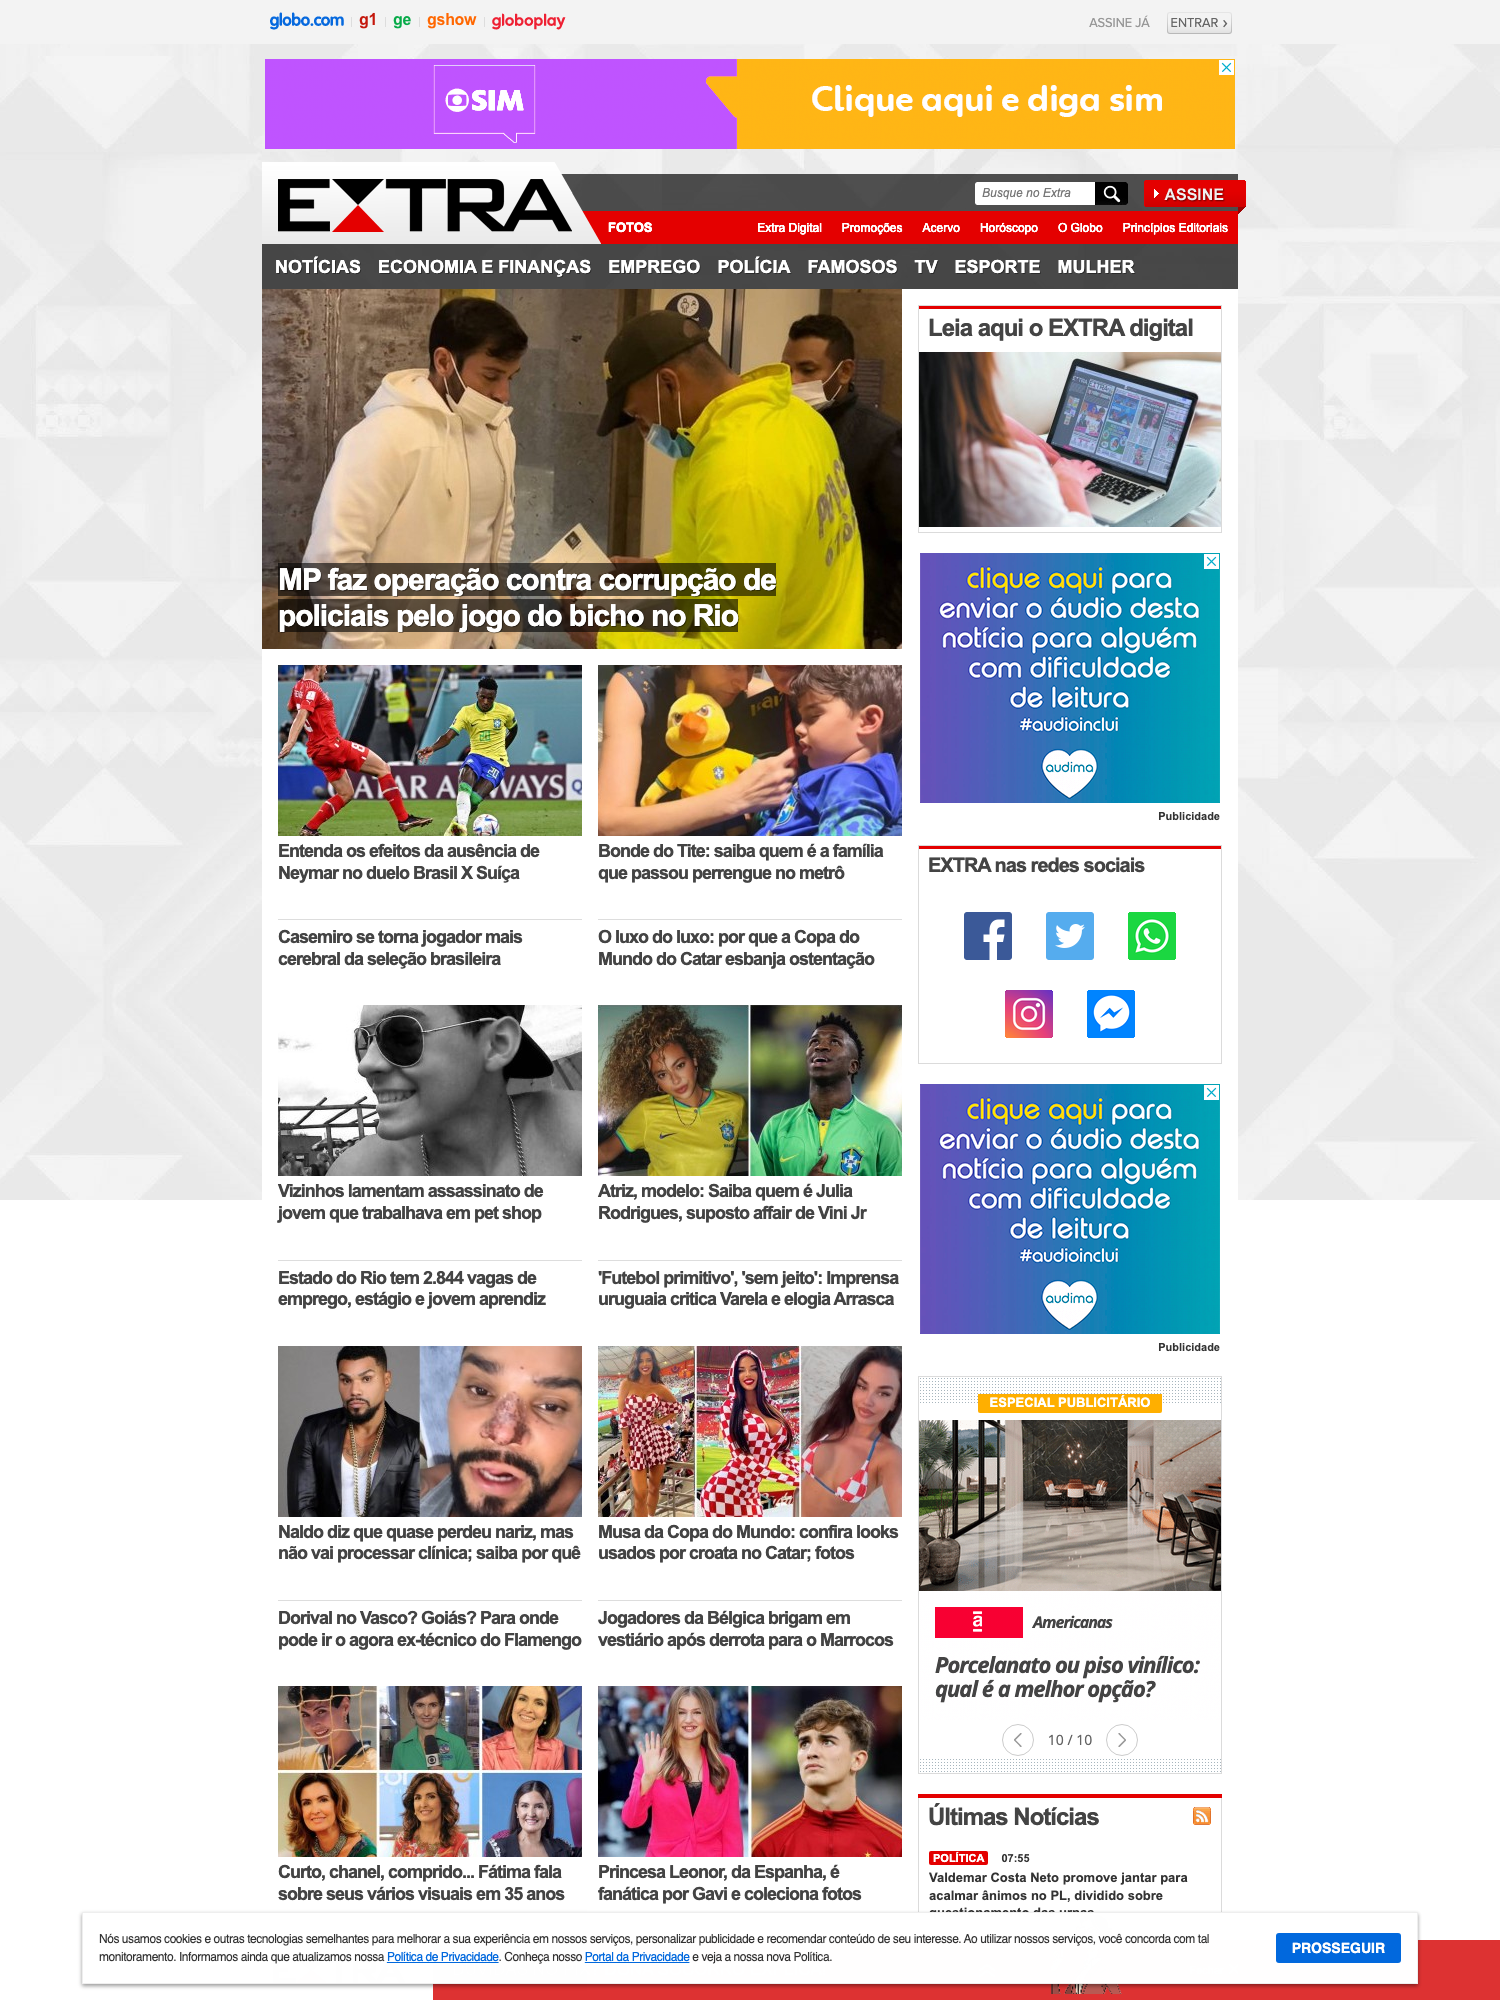 globo.com g1 ge gshow globoplay
ASSINE JÁ ENTRAR
SIM
Clique aqui e diga sim
EXTRA
Busque no Extra
ASSINE
FOTOS
Extra Digital Promoções Acervo Horóscopo O Globo Princípios Editoriais
NOTÍCIAS ECONOMIA E FINANÇAS EMPREGO POLÍCIA FAMOSOS TV ESPORTE MULHER
MP faz operação contra corrupção de
policiais pelo jogo do bicho no Rio
Entenda os efeitos da ausência de
Neymar no duelo Brasil X Suíça
Bonde do Tite: saiba quem é a família
que passou perrengue no metrô
Casemiro se torna jogador mais
cerebral da seleção brasileira
O luxo do luxo: por que a Copa do
Mundo do Catar esbanja ostentação
Vizinhos lamentam assassinato de
jovem que trabalhava em pet shop
Atriz, modelo: Saiba quem é Julia
Rodrigues, suposto affair de Vini Jr
Estado do Rio tem 2.844 vagas de
emprego, estágio e jovem aprendiz
'Futebol primitivo', 'sem jeito': Imprensa
uruguaia critica Varela e elogia Arrasca
Naldo diz que quase perdeu nariz, mas
não vai processar clínica; saiba por quê
Musa da Copa do Mundo: confira looks
usados por croata no Catar; fotos
Dorival no Vasco? Goiás? Para onde
pode ir o agora ex-técnico do Flamengo
Jogadores da Bélgica brigam em
vestiário após derrota para o Marrocos
Curto, chanel, comprido... Fátima fala
sobre seus vários visuais em 35 anos
Princesa Leonor, da Espanha, é
fanática por Gavi e coleciona fotos
Leia aqui o EXTRA digital
clique aqui para
enviar o áudio desta
notícia para alguém
com dificuldade
de leitura
#audioinclui
audima
Publicidade
EXTRA nas redes sociais
clique aqui para
enviar o áudio desta
notícia para alguém
com dificuldade
de leitura
#audioinclui
audima
Publicidade
ESPECIAL PUBLICITÁRIO
Americanas
Porcelanato ou piso vinílico:
qual é a melhor opção?
10 / 10
Últimas Notícias
POLÍTICA 07:55
Valdemar Costa Neto promove jantar para
acalmar ânimos no PL, dividido sobre
questionamento das urnas
Nós usamos cookies e outras tecnologias semelhantes para melhorar a sua experiência em nossos serviços, personalizar publicidade e recomendar conteúdo de seu interesse. Ao utilizar nossos serviços, você concorda com tal
monitoramento. Informamos ainda que atualizamos nossa Política de Privacidade. Conheça nosso Portal da Privacidade e veja a nossa nova Política.
PROSSEGUIR